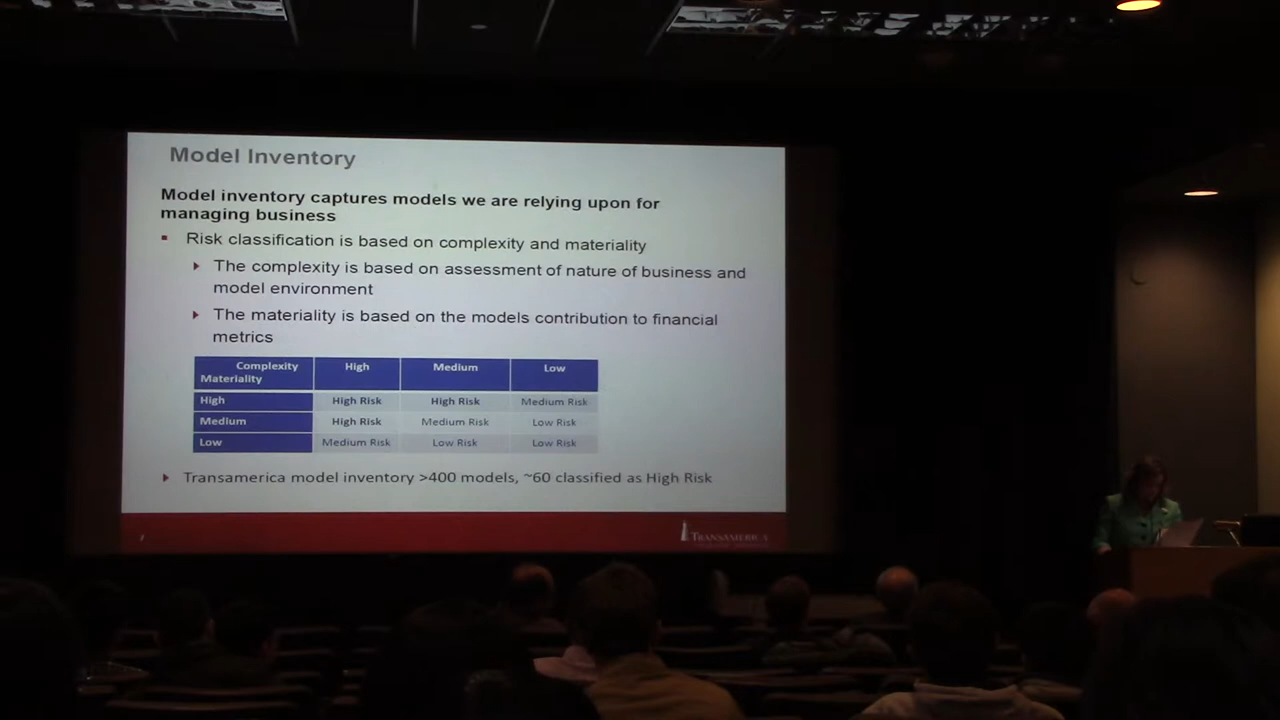 Model Inventory
Model inventory captures models we are relying upon for
managing business
Risk classification is based on complexity and materiality
The complexity is based on assessment of nature of business and
model environment
The materiality is based on the models contribution to financial
metrics
Complexity High Medium Low
Materiality
High High Risk High Risk Medium Risk
Medium High Risk Medium Risk Low Risk
Low Medium Risk Low Risk Low Risk
Transamerica model inventory >400 models, ~60 classified as High Risk
TRANSAMERICA